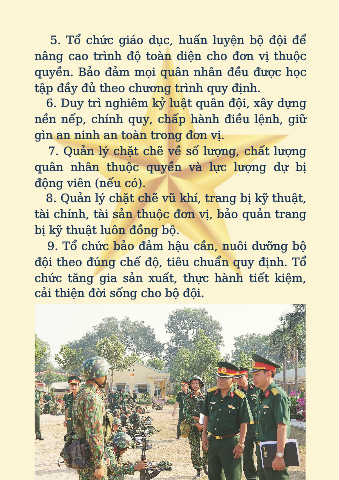 5. Tổ chức giáo dục, huấn luyện bộ đội để
nâng cao trình độ toàn diện cho đơn vị thuộc
quyền. Bảo đảm mọi quân nhân đều được học
tập đầy đủ theo chương trình quy định.
6. Duy trì nghiêm kỷ luật quân đội, xây dựng
nền nếp, chính quy, chấp hành điều lệnh, giữ
gìn an ninh an toàn trong đơn vị.
7. Quản lý chặt chẽ về số lượng, chất lượng
quân nhân thuộc quyền và lực lượng dự bị
động viên (nếu có).
8. Quản lý chặt chẽ vũ khí, trang bị kỹ thuật,
tài chính, tài sản thuộc đơn vị, bảo quản trang
bị kỹ thuật luôn đồng bộ.
9. Tổ chức bảo đảm hậu cần, nuôi dưỡng bộ
đội theo đúng chế độ, tiêu chuẩn quy định. Tổ
chức tăng gia sản xuất, thực hành tiết kiệm,
cải thiện đời sống cho bộ đội.